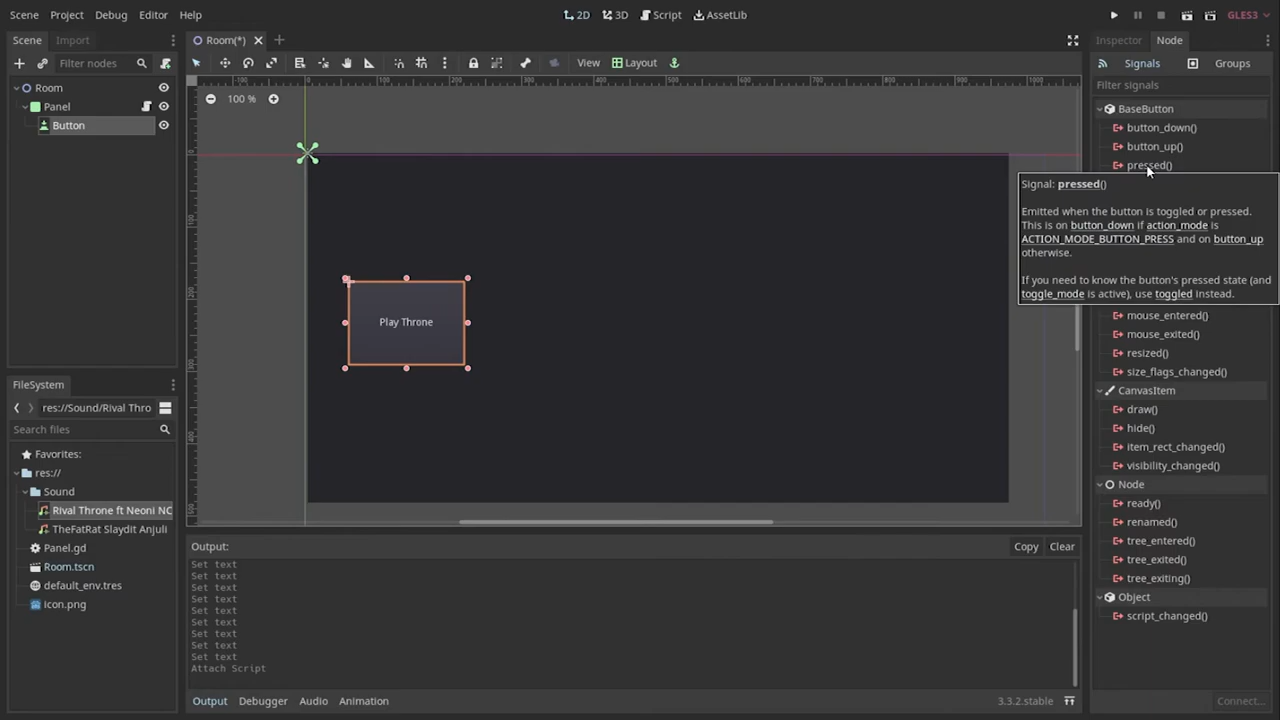 Scene Project Debug Editor Help
2D 3D Script AssetLib
GLES3
Scene Import
Filter nodes
Room
Panel
Button
FileSystem
res://Sound/Rival Thro
Search files
Favorites:
res://
Sound
Rival Throne ft Neoni NC
TheFatRat Slaydit Anjuli
Panel.gd
Room.tscn
default_env.tres
icon.png
Room(*)
View Layout
100 %
Play Throne
Output:
Copy Clear
Set text
Set text
Set text
Set text
Set text
Set text
Set text
Set text
Set text
Attach Script
Output Debugger Audio Animation
3.3.2.stable
Inspector Node
Signals Groups
Filter signals
BaseButton
button_down()
button_up()
pressed()
Signal: pressed()
Emitted when the button is toggled or pressed.
This is on button_down if action_mode is
ACTION_MODE_BUTTON_PRESS and on button_up
otherwise.
If you need to know the button's pressed state (and
toggle_mode is active), use toggled instead.
mouse_entered()
mouse_exited()
resized()
size_flags_changed()
CanvasItem
draw()
hide()
item_rect_changed()
visibility_changed()
Node
ready()
renamed()
tree_entered()
tree_exited()
tree_exiting()
Object
script_changed()
Connect...